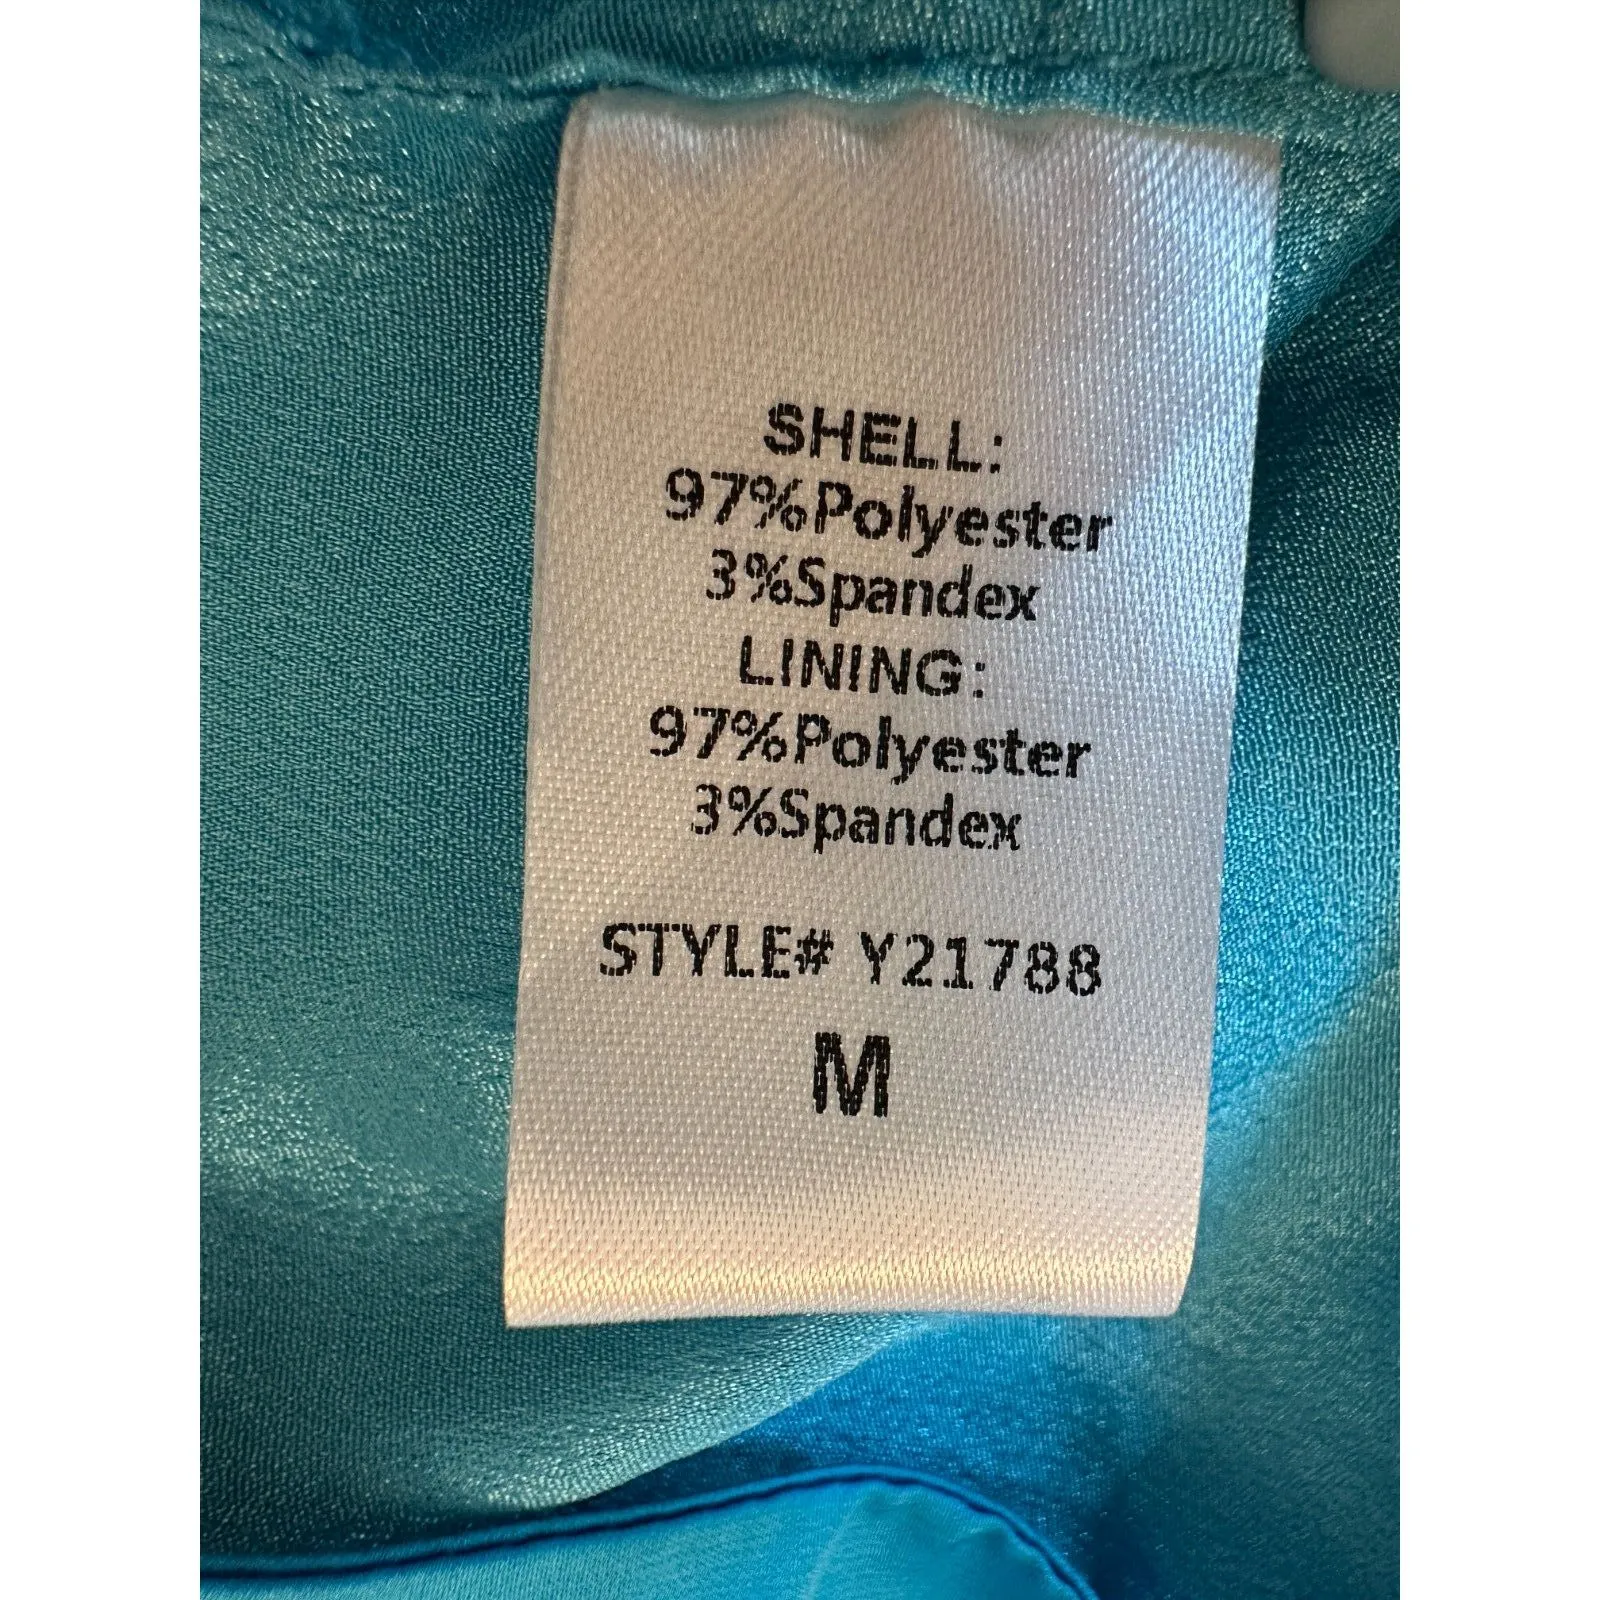 SHELL:
97%Polyester
3%Spandex
LINING:
97%Polyester
3%Spandex
STYLE# Y21788
M